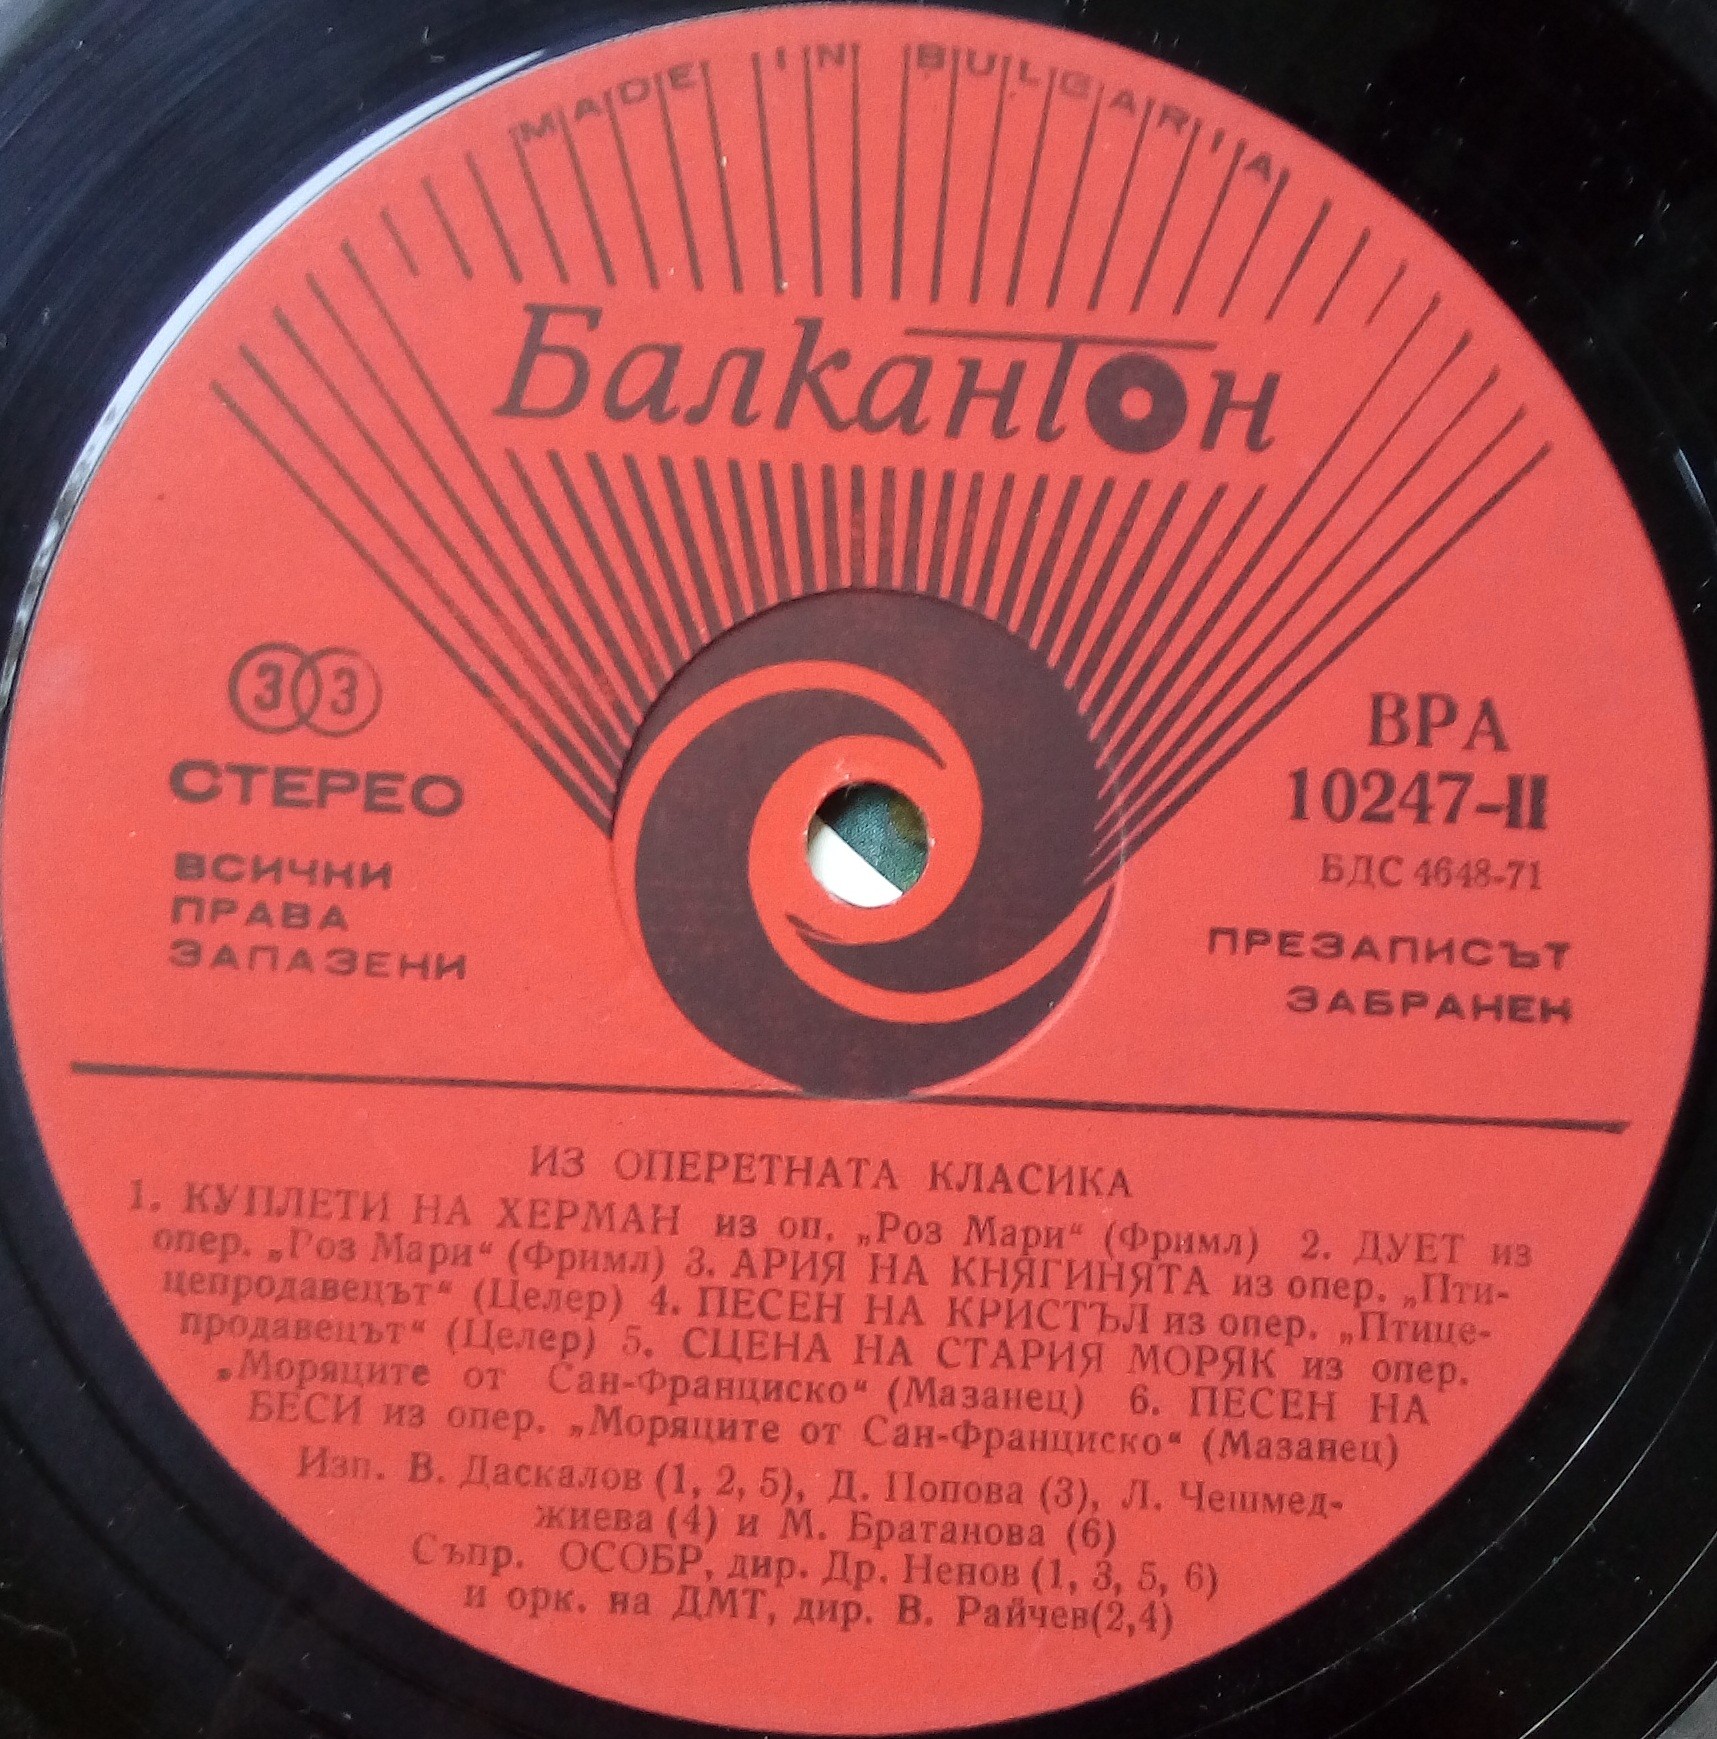 MADE IN BULGARIA
Балкантон
33
СТЕРЕО
ВСИЧНИ
ПРАВА
ЗАПАЗЕНИ
ВРА
10247-II
БДС 4648-71
ПРЕЗАПИСЪТ
ЗАБРАНЕН
ИЗ ОПЕРЕТНАТА КЛАСИКА
1. КУПЛЕТИ НА ХЕРМАН из оп. „Роз Мари“ (Фримл) 2. ДУЕТ из
опер. „Роз Мари“ (Фримл) 3. АРИЯ НА КНЯГИНЯТА из опер. „Пти-
цепродавецът“ (Целер) 4. ПЕСЕН НА КРИСТЪЛ из опер. „Птице-
продавецът“ (Целер) 5. СЦЕНА НА СТАРИЯ МОРЯК из опер.
„Моряците от Сан-Франциско“ (Мазанец) 6. ПЕСЕН НА
БЕСИ из опер. „Моряците от Сан-Франциско“ (Мазанец)
Изп. В. Даскалов (1, 2, 5), Д. Попова (3), Л. Чешмед-
жиева (4) и М. Братанова (6)
Съпр. ОСОБР, дир. Др. Ненов (1, 3, 5, 6)
и орк. на ДМТ, дир. В. Райчев(2,4)